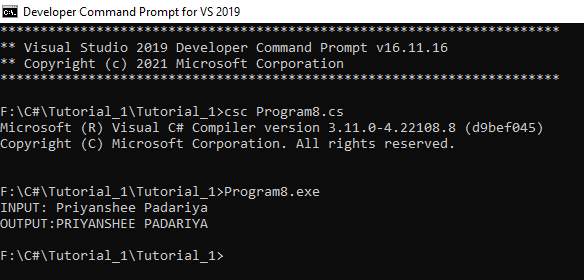 Developer Command Prompt for VS 2019
**********************************************************************
** Visual Studio 2019 Developer Command Prompt v16.11.16
** Copyright (c) 2021 Microsoft Corporation
**********************************************************************
F:\C#\Tutorial_1\Tutorial_1>csc Program8.cs
Microsoft (R) Visual C# Compiler version 3.11.0-4.22108.8 (d9bef045)
Copyright (C) Microsoft Corporation. All rights reserved.
F:\C#\Tutorial_1\Tutorial_1>Program8.exe
INPUT: Priyanshee Padariya
OUTPUT:PRIYANSHEE PADARIYA
F:\C#\Tutorial_1\Tutorial_1>